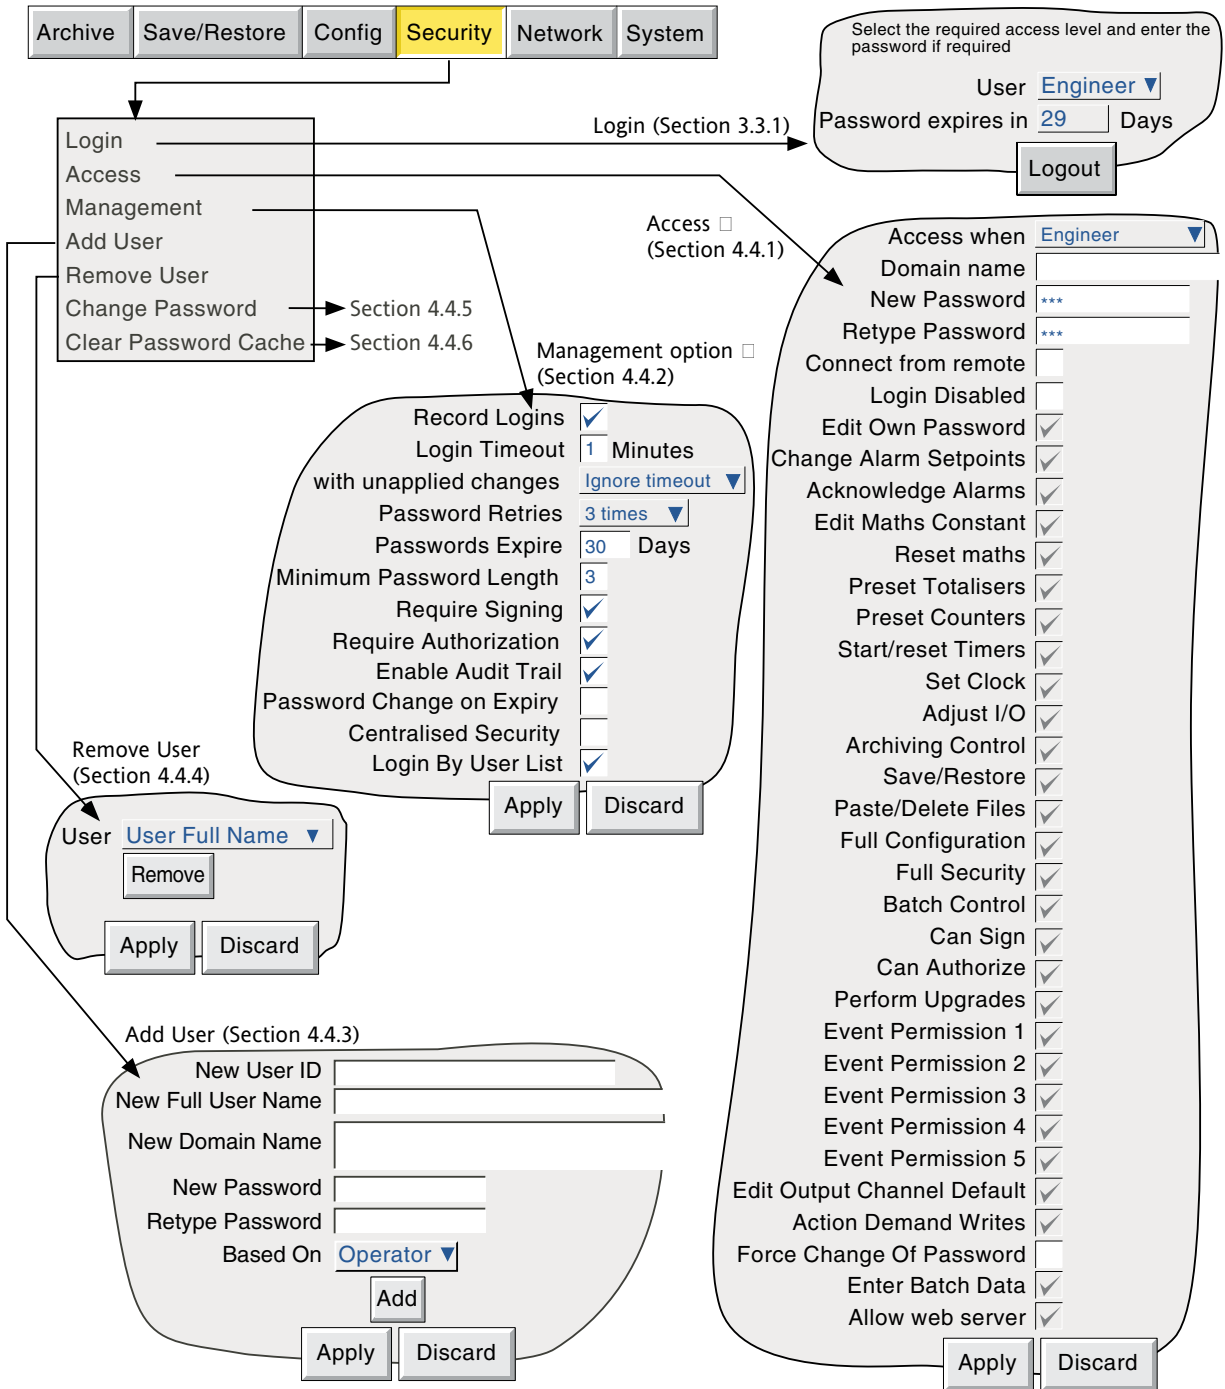 Archive Save/Restore Config Security Network System
Select the required access level and enter the
password if required
User Engineer
Password expires in 29 Days
Logout
Login
Access
Management
Add User
Remove User
Change Password
Clear Password Cache
Login (Section 3.3.1)
Section 4.4.5
Section 4.4.6
Access
(Section 4.4.1)
Access when Engineer
Domain name
New Password ***
Retype Password ***
Connect from remote
Login Disabled
Edit Own Password
Change Alarm Setpoints
Acknowledge Alarms
Edit Maths Constant
Reset maths
Preset Totalisers
Preset Counters
Start/reset Timers
Set Clock
Adjust I/O
Archiving Control
Save/Restore
Paste/Delete Files
Full Configuration
Full Security
Batch Control
Can Sign
Can Authorize
Perform Upgrades
Event Permission 1
Event Permission 2
Event Permission 3
Event Permission 4
Event Permission 5
Edit Output Channel Default
Action Demand Writes
Force Change Of Password
Enter Batch Data
Allow web server
Apply Discard
Management option
(Section 4.4.2)
Record Logins
Login Timeout 1 Minutes
with unapplied changes Ignore timeout
Password Retries 3 times
Passwords Expire 30 Days
Minimum Password Length 3
Require Signing
Require Authorization
Enable Audit Trail
Password Change on Expiry
Centralised Security
Login By User List
Apply Discard
Remove User
(Section 4.4.4)
User User Full Name
Remove
Apply Discard
Add User (Section 4.4.3)
New User ID
New Full User Name
New Domain Name
New Password
Retype Password
Based On Operator
Add
Apply Discard